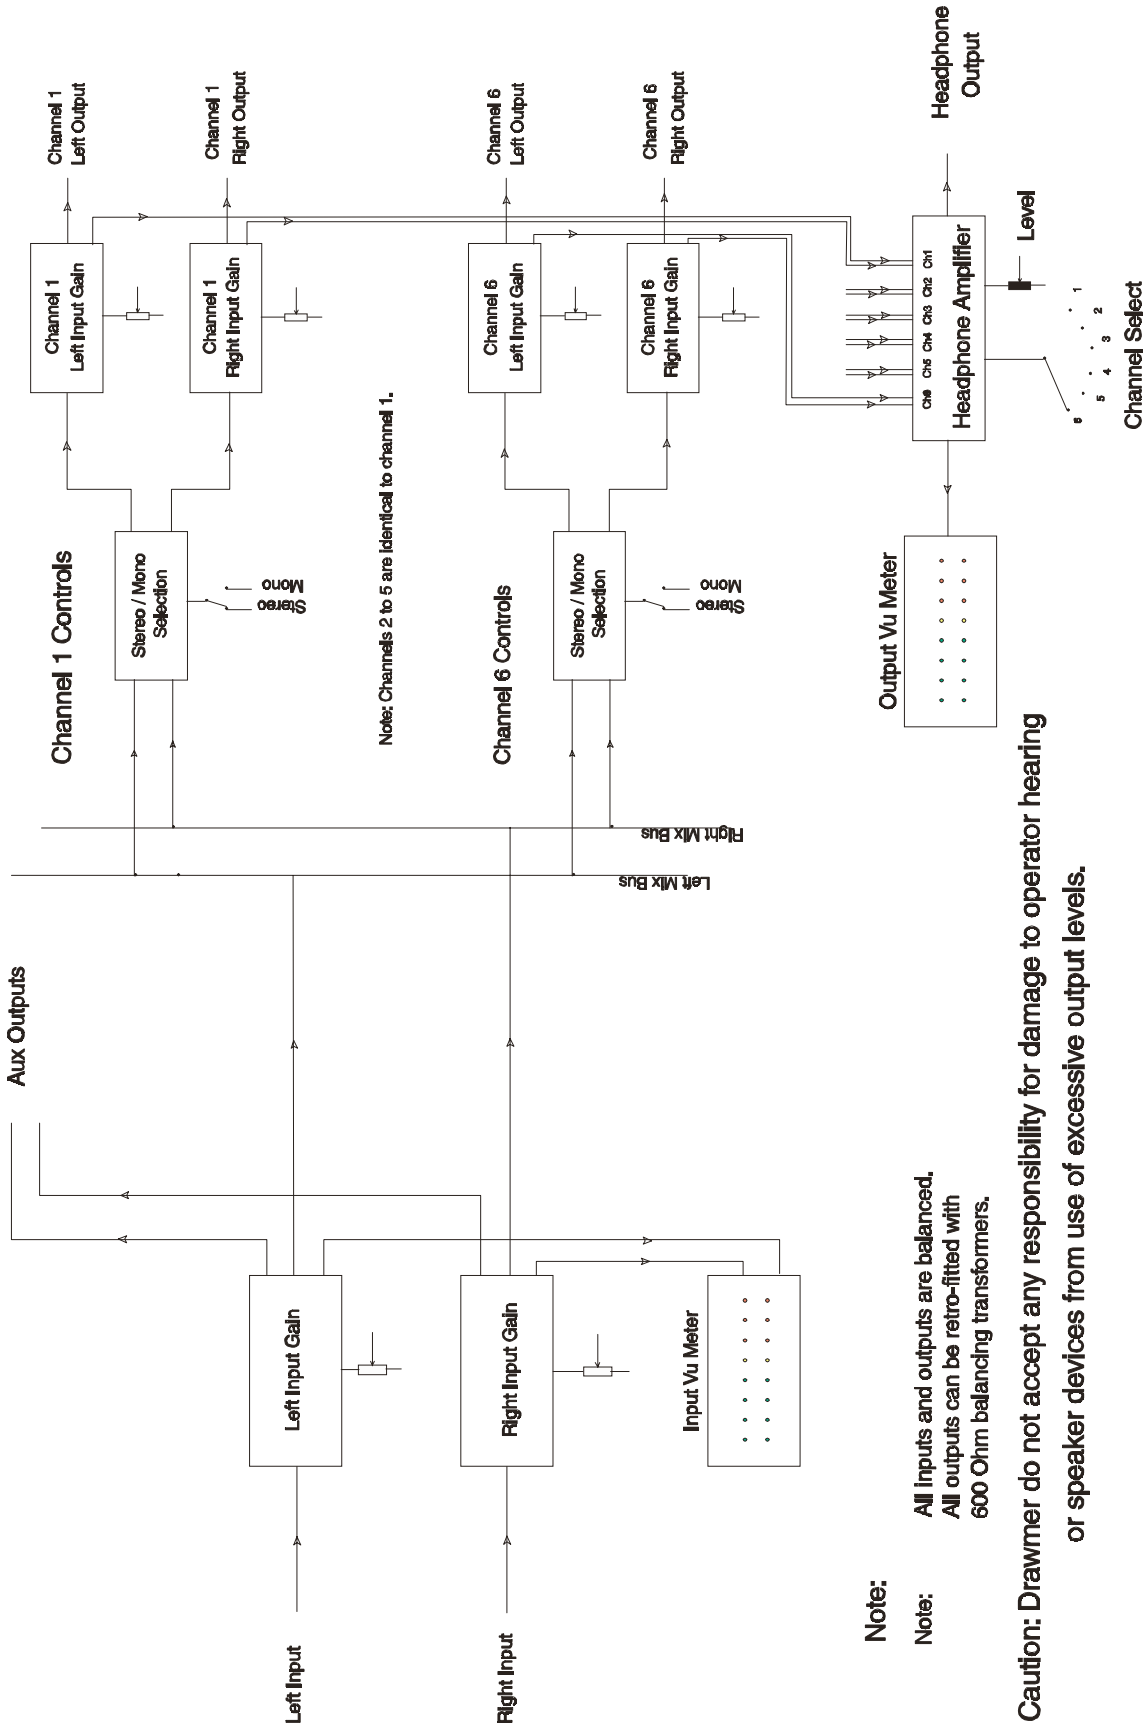 Aux Outputs
Left Input
Left Input Gain
Right Input
Right Input Gain
Input Vu Meter
Left Mix Bus
Right Mix Bus
Channel 1 Controls
Stereo / Mono
Selection
Stereo
Mono
Channel 1
Left Input Gain
Channel 1
Left Output
Channel 1
Right Input Gain
Channel 1
Right Output
Note: Channels 2 to 5 are identical to channel 1.
Channel 6 Controls
Stereo / Mono
Selection
Stereo
Mono
Channel 6
Left Input Gain
Channel 6
Left Output
Channel 6
Right Input Gain
Channel 6
Right Output
Output Vu Meter
Ch6 Ch5 Ch4 Ch3 Ch2 Ch1
Headphone Amplifier
Headphone
Output
Level
6 5 4 3 2 1
Channel Select
Note:
Note: All inputs and outputs are balanced.
All outputs can be retro-fitted with
600 Ohm balancing transformers.
Caution: Drawmer do not accept any responsibility for damage to operator hearing
or speaker devices from use of excessive output levels.